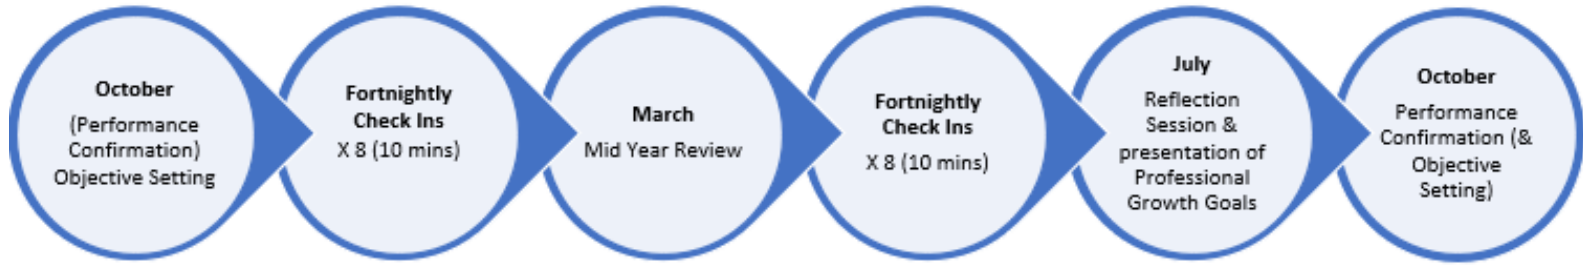 October
(Performance
Confirmation)
Objective Setting
Fortnightly
Check Ins
X 8 (10 mins)
March
Mid Year Review
Fortnightly
Check Ins
X 8 (10 mins)
July
Reflection
Session &
presentation of
Professional
Growth Goals
October
Performance
Confirmation (&
Objective
Setting)